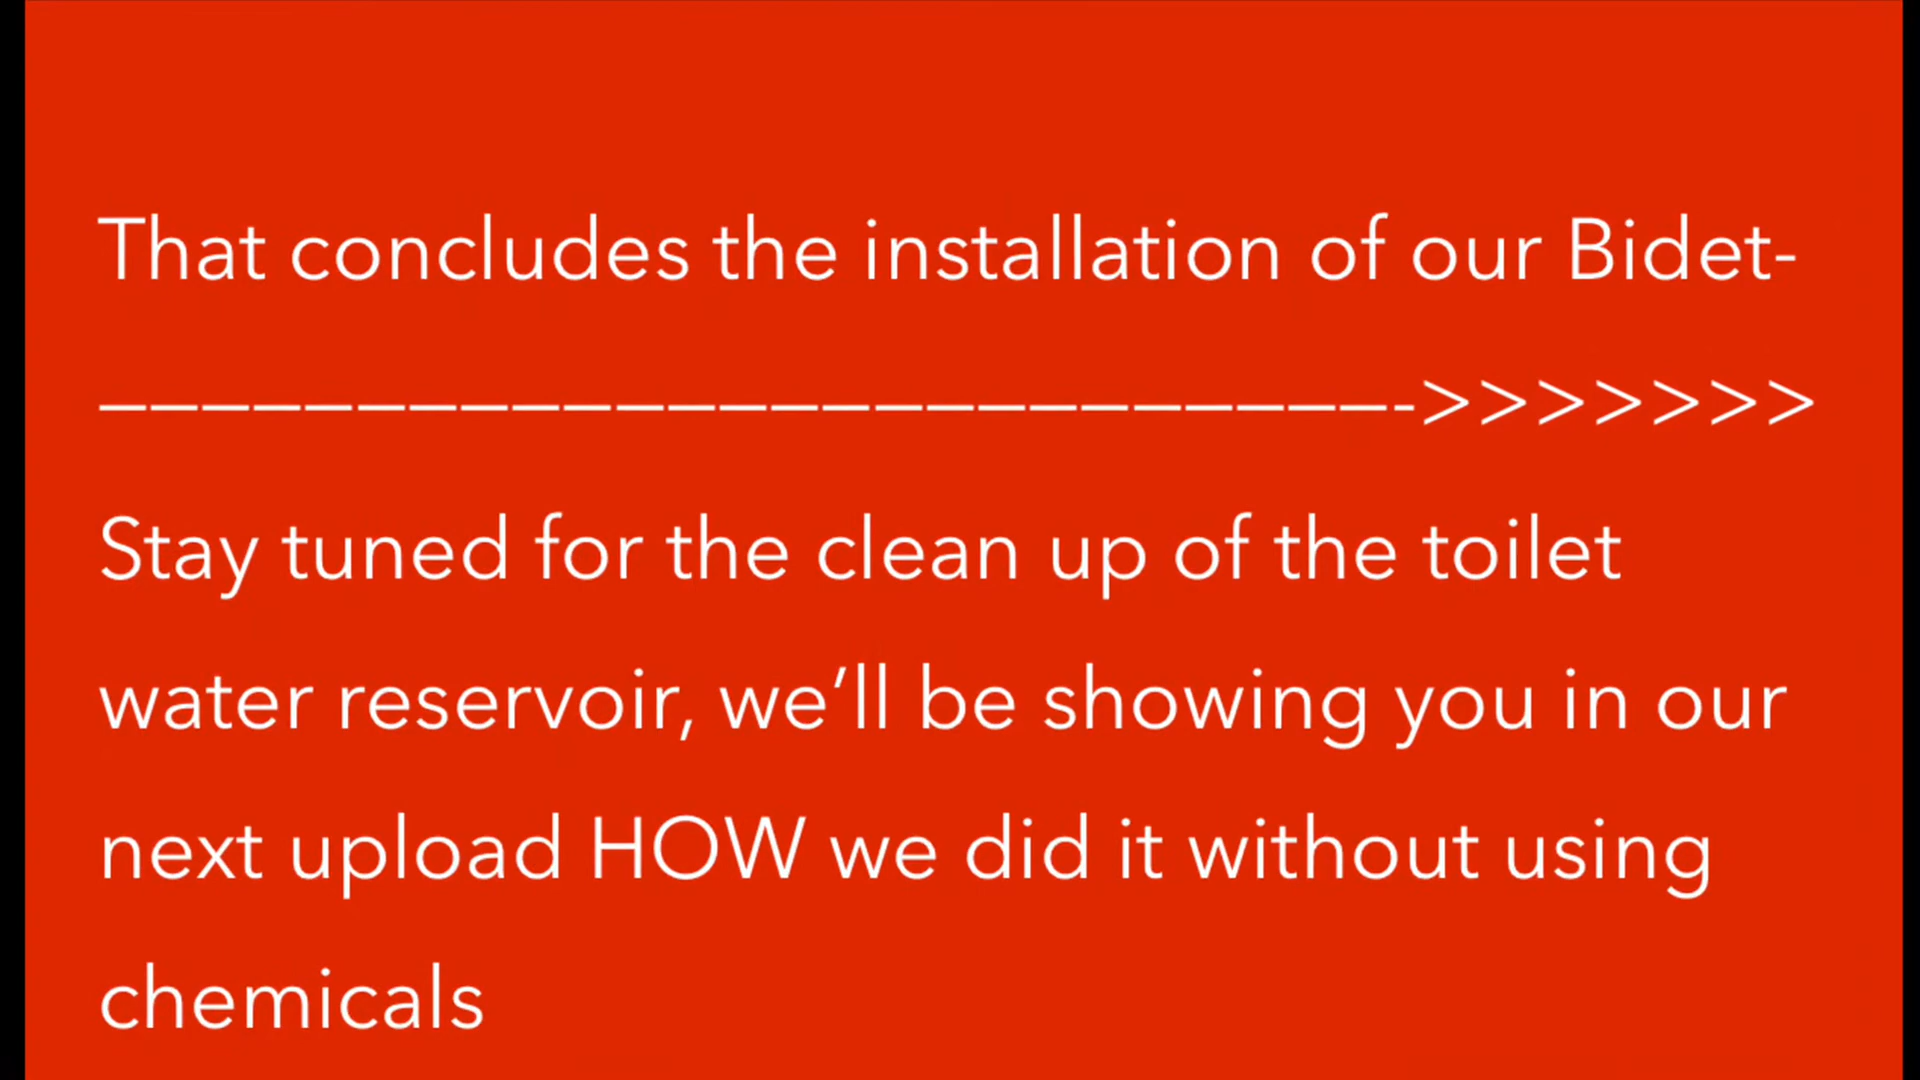 That concludes the installation of our Bidet-
—————————————————————————->>>>>>>
Stay tuned for the clean up of the toilet
water reservoir, we’ll be showing you in our
next upload HOW we did it without using
chemicals